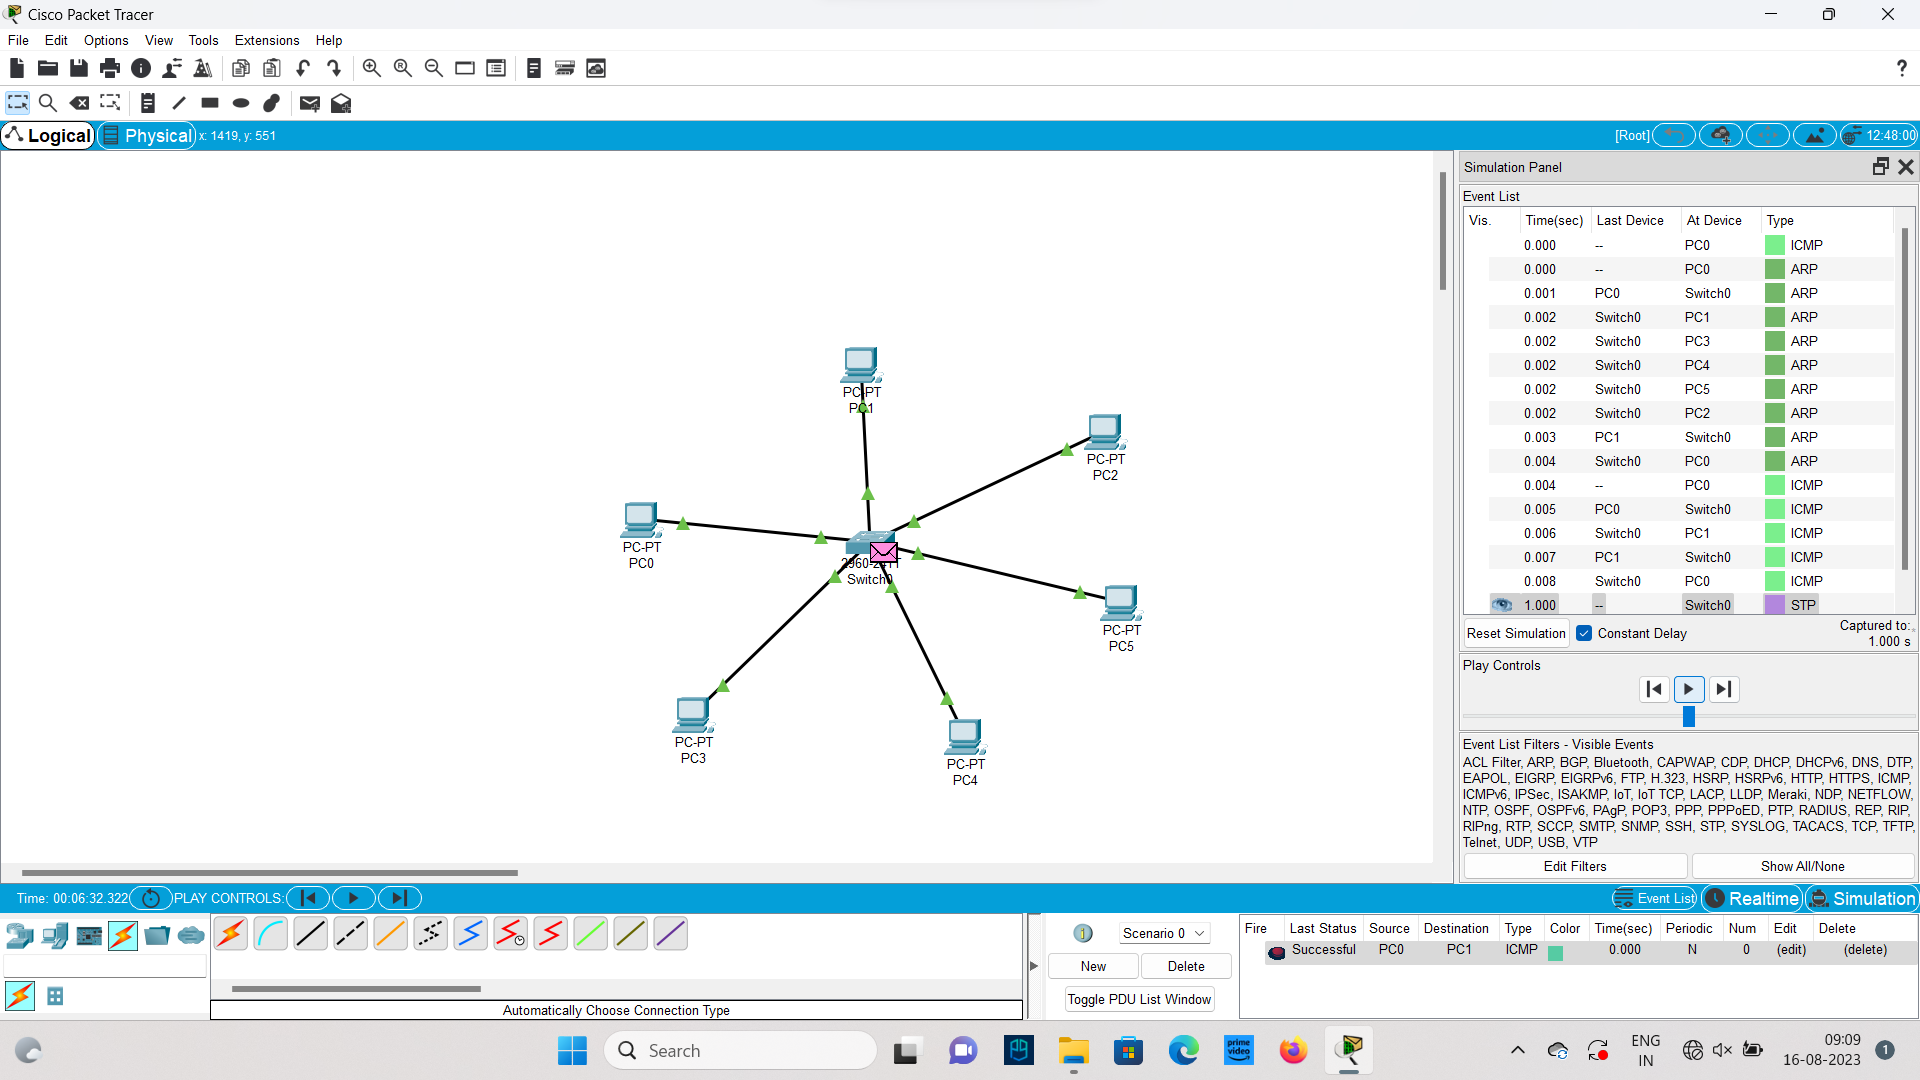 Cisco Packet Tracer
File Edit Options View Tools Extensions Help
Logical Physical x: 1419, y: 551 [Root] 12:48:00
Simulation Panel
Event List
Vis. Time(sec) Last Device At Device Type
0.000 -- PC0 ICMP
0.000 -- PC0 ARP
0.001 PC0 Switch0 ARP
0.002 Switch0 PC1 ARP
0.002 Switch0 PC3 ARP
0.002 Switch0 PC4 ARP
0.002 Switch0 PC5 ARP
0.002 Switch0 PC2 ARP
0.003 PC1 Switch0 ARP
0.004 Switch0 PC0 ARP
0.004 -- PC0 ICMP
0.005 PC0 Switch0 ICMP
0.006 Switch0 PC1 ICMP
0.007 PC1 Switch0 ICMP
0.008 Switch0 PC0 ICMP
1.000 -- Switch0 STP
Reset Simulation Constant Delay Captured to:
1.000 s
Play Controls
Event List Filters - Visible Events
ACL Filter, ARP, BGP, Bluetooth, CAPWAP, CDP, DHCP, DHCPv6, DNS, DTP,
EAPOL, EIGRP, EIGRPv6, FTP, H.323, HSRP, HSRPv6, HTTP, HTTPS, ICMP,
ICMPv6, IPSec, ISAKMP, IoT, IoT TCP, LACP, LLDP, Meraki, NDP, NETFLOW,
NTP, OSPF, OSPFv6, PAgP, POP3, PPP, PPPoED, PTP, RADIUS, REP, RIP,
RIPng, RTP, SCCP, SMTP, SNMP, SSH, STP, SYSLOG, TACACS, TCP, TFTP,
Telnet, UDP, USB, VTP
Edit Filters Show All/None
PC-PT
PC1
PC-PT
PC2
PC-PT
PC0
2960-24TT
Switch0
PC-PT
PC5
PC-PT
PC3
PC-PT
PC4
Time: 00:06:32.322 PLAY CONTROLS: Event List Realtime Simulation
Scenario 0
New Delete
Toggle PDU List Window
Fire Last Status Source Destination Type Color Time(sec) Periodic Num Edit Delete
Successful PC0 PC1 ICMP 0.000 N 0 (edit) (delete)
Automatically Choose Connection Type
Search
prime
video
ENG
IN
09:09
16-08-2023
1